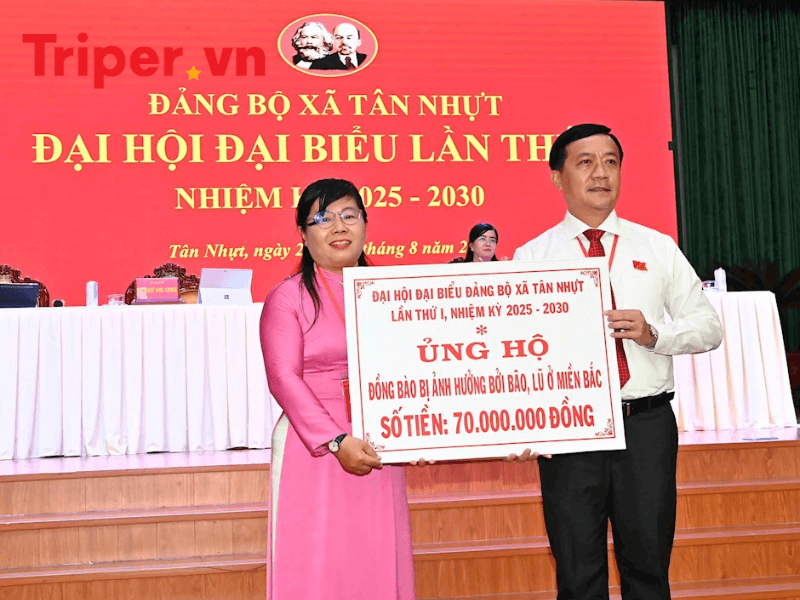 Triper.vn
ĐẢNG BỘ XÃ TÂN NHỰT
ĐẠI HỘI ĐẠI BIỂU LẦN
NHIỆM 2025 - 2030
Tân Nhựt, ngày 2 tháng 8 năm 2
ĐẠI HỘI ĐẠI BIỂU ĐẢNG BỘ XÃ TÂN NHỰT
LẦN THỨ I, NHIỆM KỲ 2025 - 2030
*
ỦNG HỘ
ĐỒNG BÀO BỊ ẢNH HƯỞNG BỞI BÃO, LŨ Ở MIỀN BẮC
SỐ TIỀN: 70.000.000 ĐỒNG